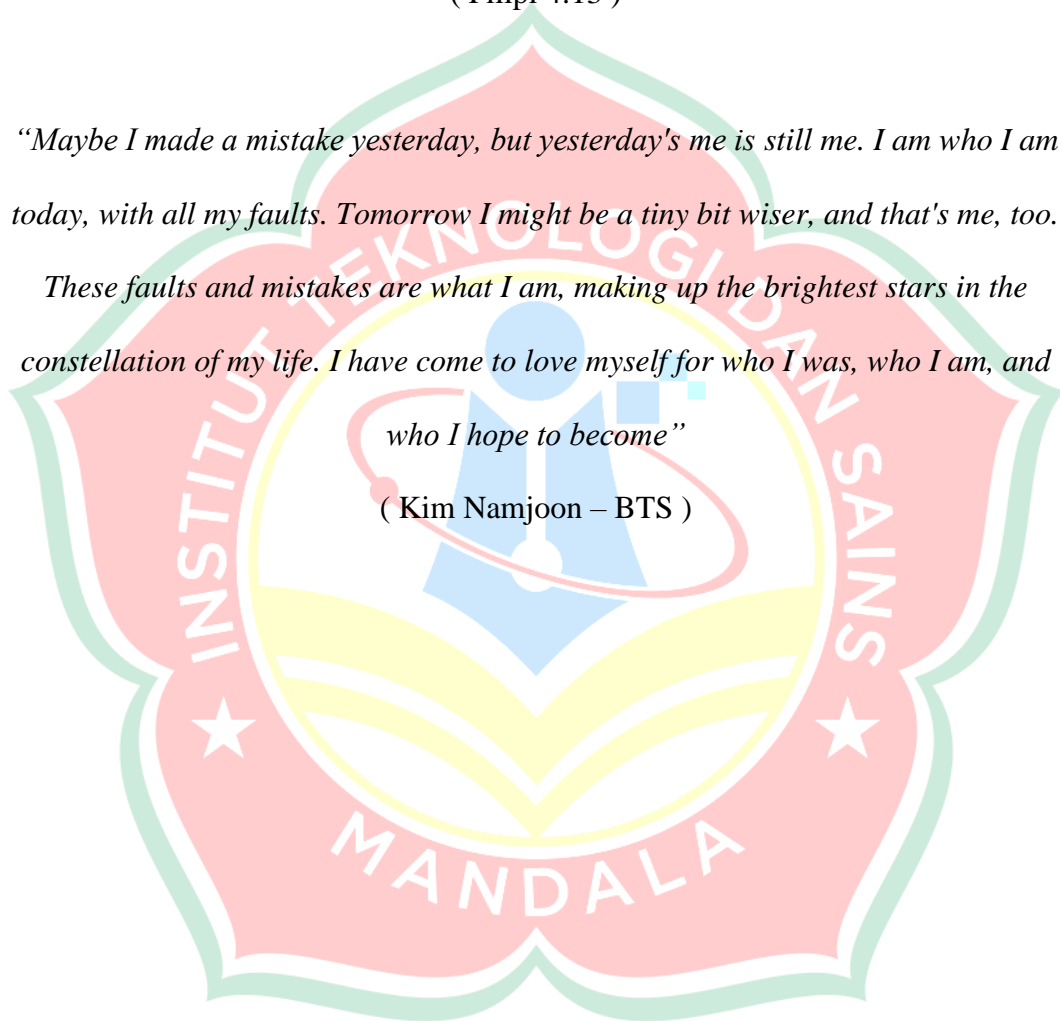 4:13 )
“Maybe I made a mistake yesterday, but yesterday's me is still me. I am who I am
today, with all my faults. Tomorrow I might be a tiny bit wiser, and that's me, too.
These faults and mistakes are what I am, making up the brightest stars in the
constellation of my life. I have come to love myself for who I was, who I am, and
who I hope to become”
( Kim Namjoon – BTS )
INSTITUT TEKNOLOGI DAN SAINS
MANDALA